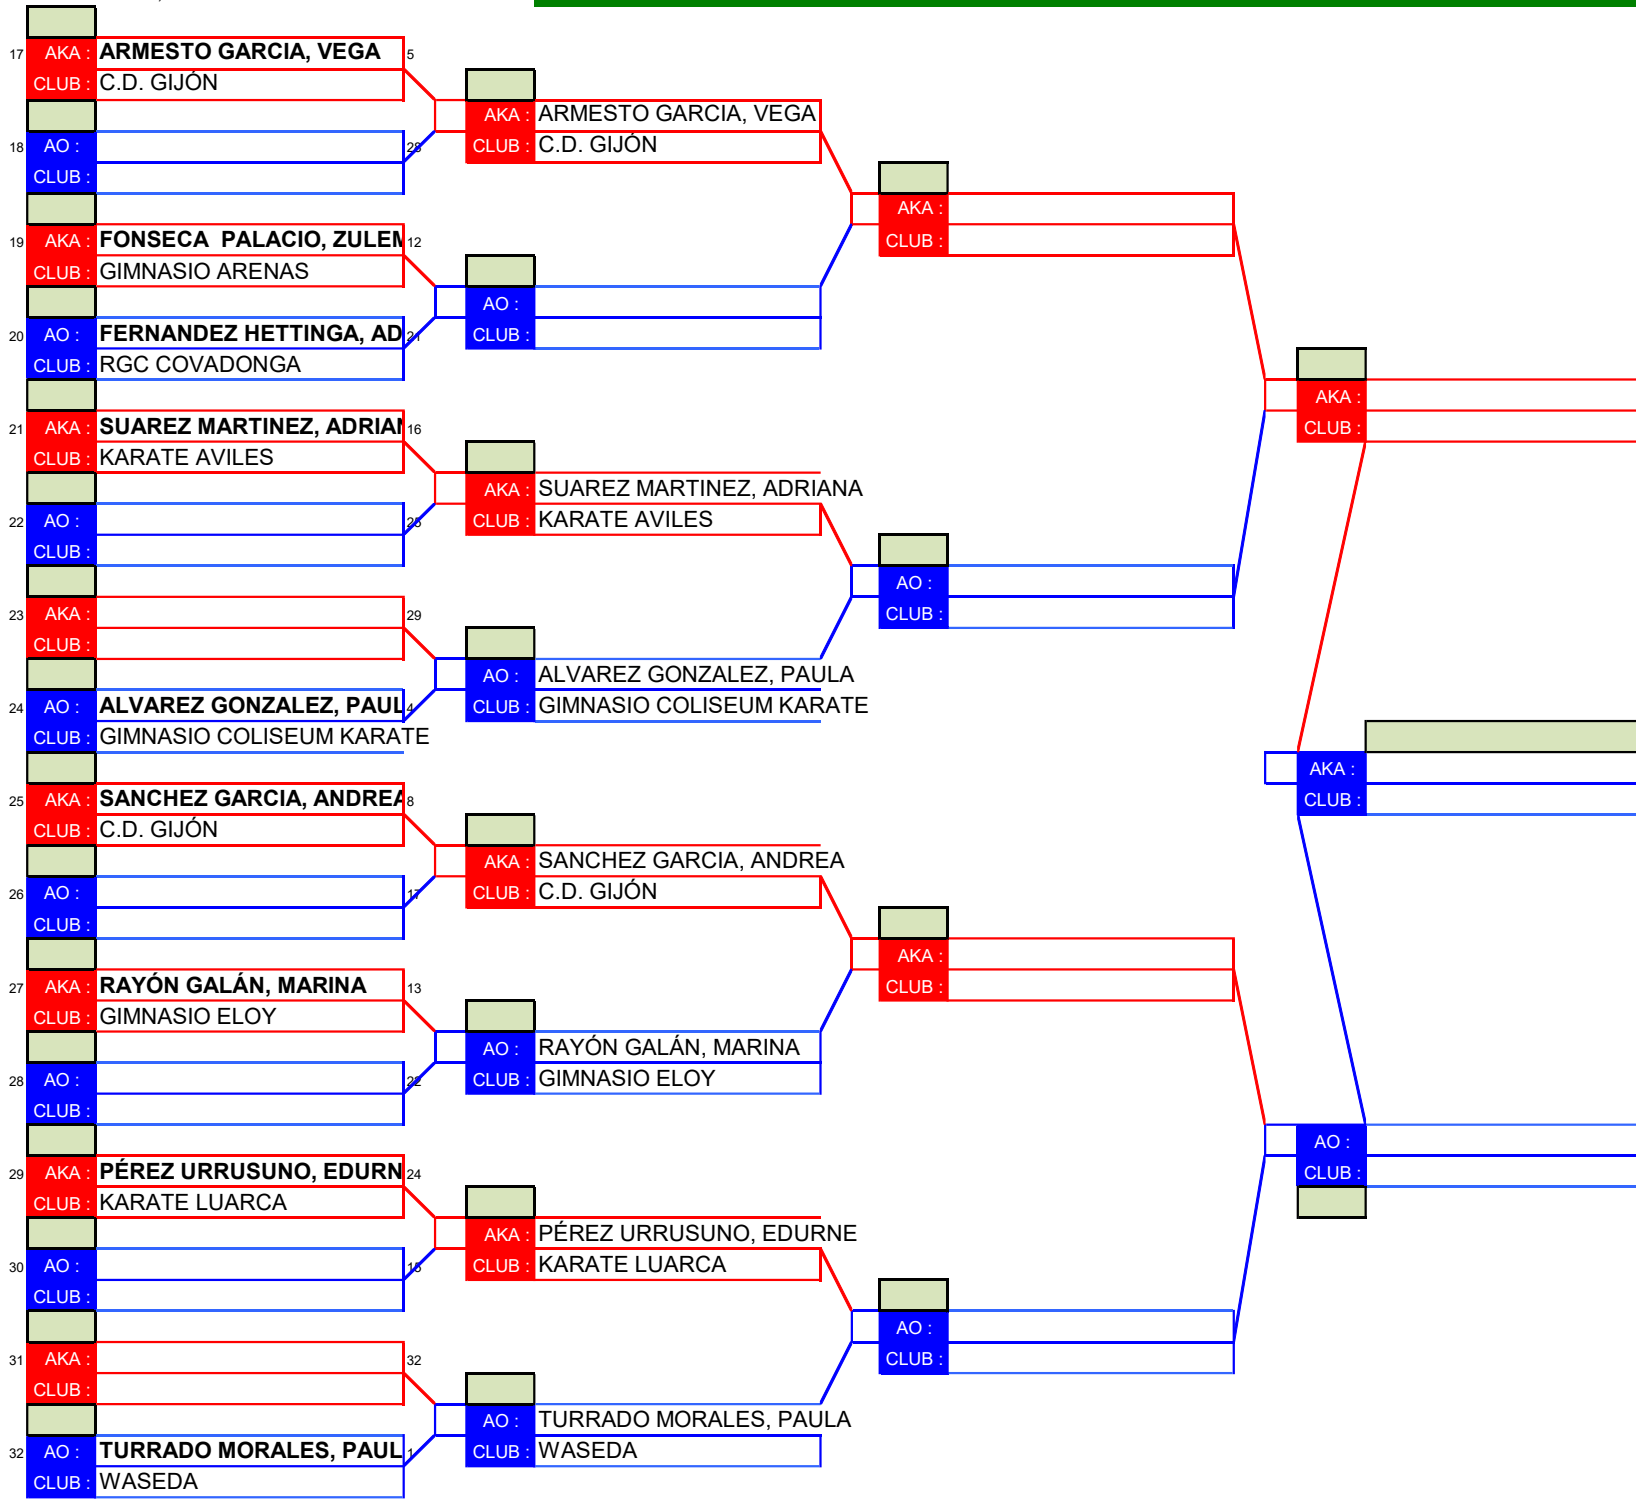 17 AKA : ARMESTO GARCIA, VEGA 5
CLUB : C.D. GIJÓN
18 AO : 28
CLUB :
19 AKA : FONSECA  PALACIO, ZULEM 12
CLUB : GIMNASIO ARENAS
20 AO : FERNANDEZ HETTINGA, AD 21
CLUB : RGC COVADONGA
21 AKA : SUAREZ MARTINEZ, ADRIAN 16
CLUB : KARATE AVILES
22 AO : 25
CLUB :
23 AKA : 29
CLUB :
24 AO : ALVAREZ GONZALEZ, PAUL 4
CLUB : GIMNASIO COLISEUM KARATE
25 AKA : SANCHEZ GARCIA, ANDREA 8
CLUB : C.D. GIJÓN
26 AO : 17
CLUB :
27 AKA : RAYÓN GALÁN, MARINA 13
CLUB : GIMNASIO ELOY
28 AO : 22
CLUB :
29 AKA : PÉREZ URRUSUNO, EDURN 24
CLUB : KARATE LUARCA
30 AO :
CLUB :
31 AKA : 32
CLUB :
32 AO : TURRADO MORALES, PAUL 1
CLUB : WASEDA
AKA : ARMESTO GARCIA, VEGA
CLUB : C.D. GIJÓN
AO :
CLUB :
AKA : SUAREZ MARTINEZ, ADRIANA
CLUB : KARATE AVILES
AO : ALVAREZ GONZALEZ, PAULA
CLUB : GIMNASIO COLISEUM KARATE
AKA : SANCHEZ GARCIA, ANDREA
CLUB : C.D. GIJÓN
AO : RAYÓN GALÁN, MARINA
CLUB : GIMNASIO ELOY
AKA : PÉREZ URRUSUNO, EDURNE
CLUB : KARATE LUARCA
AO : TURRADO MORALES, PAULA
CLUB : WASEDA
AKA :
CLUB :
AO :
CLUB :
AKA :
CLUB :
AO :
CLUB :
AKA :
CLUB :
AKA :
CLUB :
AO :
CLUB :